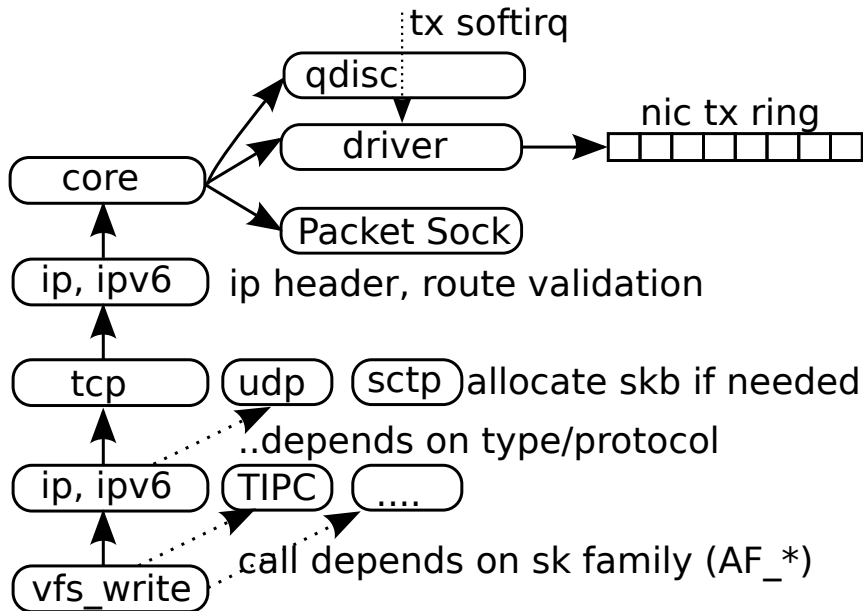 tx softirq
qdisc
nic tx ring
driver
core
Packet Sock
ip, ipv6
ip header, route validation
tcp
udp
sctp
allocate skb if needed
..depends on type/protocol
ip, ipv6
TIPC
....
call depends on sk family (AF_*)
vfs_write